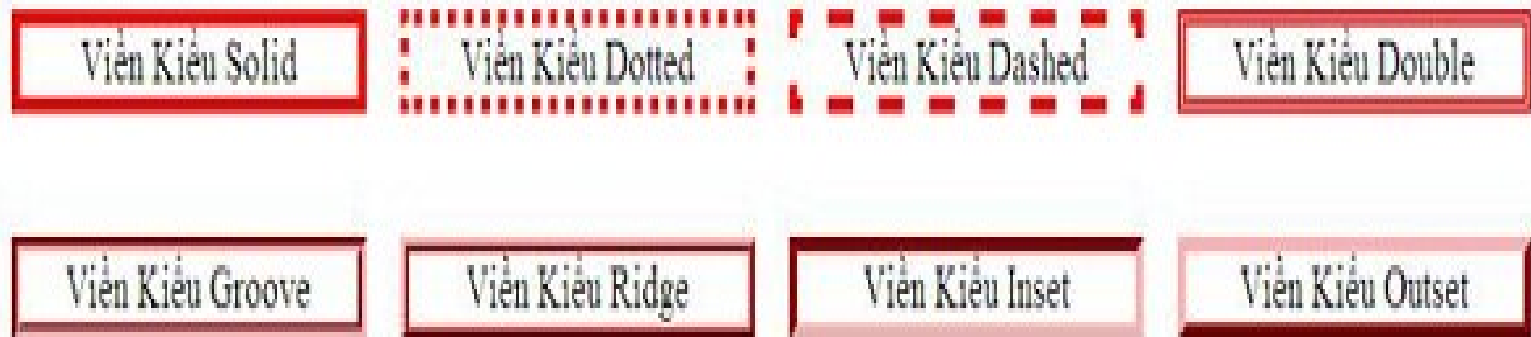 Viền Kiểu Solid
Viền Kiểu Dotted
Viền Kiểu Dashed
Viền Kiểu Double
Viền Kiểu Groove
Viền Kiểu Ridge
Viền Kiểu Inset
Viền Kiểu Outset